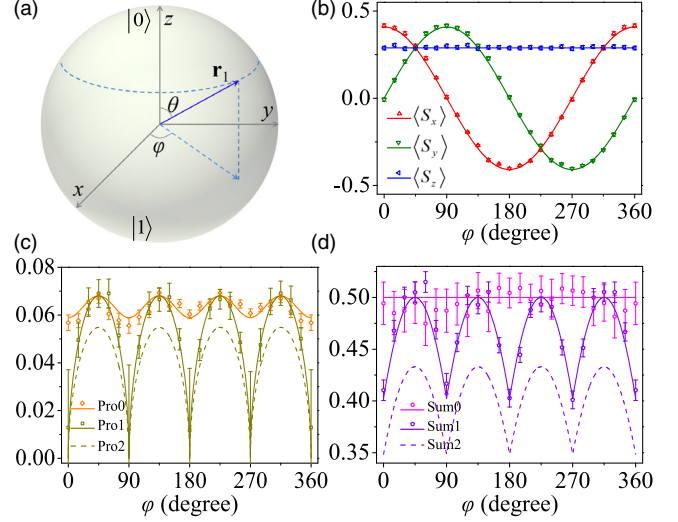 (a)
|0⟩
z
r₁
θ
y
φ
x
|1⟩
(b)
0.5
0.0
-0.5
⟨Sₓ⟩
⟨Sᵧ⟩
⟨S_z⟩
0 90 180 270 360
φ (degree)
(c)
0.08
0.06
0.04
0.02
0.00
Pro0
Pro1
Pro2
0 90 180 270 360
φ (degree)
(d)
0.50
0.45
0.40
0.35
Sum0
Sum1
Sum2
0 90 180 270 360
φ (degree)